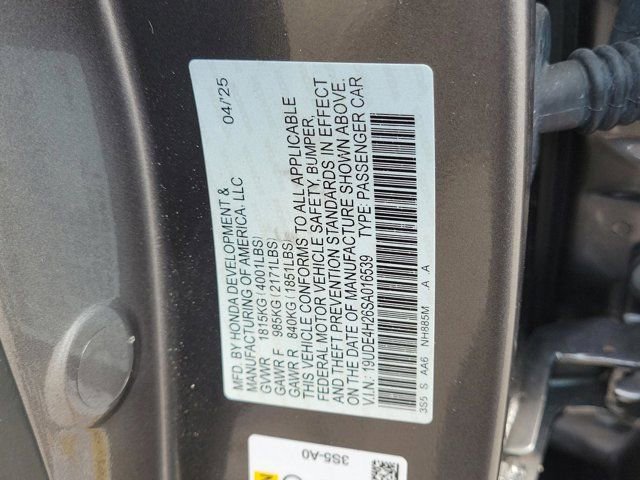 MFD. BY HONDA DEVELOPMENT & 04/25
MANUFACTURING OF AMERICA, LLC
GVWR 1815KG(4001LBS)
GAWR F 985KG(2171LBS)
GAWR R 840KG(1851LBS)
THIS VEHICLE CONFORMS TO ALL APPLICABLE
FEDERAL MOTOR VEHICLE SAFETY, BUMPER,
AND THEFT PREVENTION STANDARDS IN EFFECT
ON THE DATE OF MANUFACTURE SHOWN ABOVE.
V.I.N.: 19UDE4H26SA016539 TYPE: PASSENGER CAR
3S5 S AA6 NH885M A A
3S5-A0